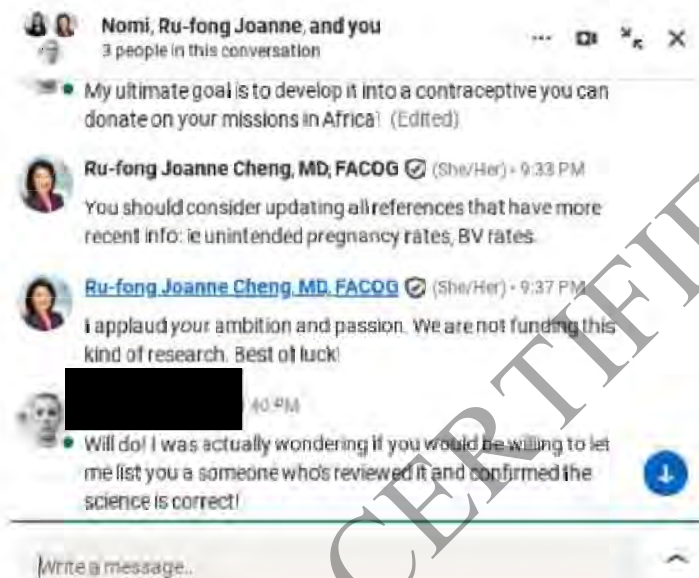 Nomi, Ru-fong Joanne, and you
3 people in this conversation
My ultimate goal is to develop it into a contraceptive you can
donate on your missions in Africa! (Edited)
Ru-fong Joanne Cheng, MD, FACOG (She/Her) • 9:33 PM
You should consider updating all references that have more
recent info: ie unintended pregnancy rates, BV rates.
Ru-fong Joanne Cheng, MD, FACOG (She/Her) • 9:37 PM
I applaud your ambition and passion. We are not funding this
kind of research. Best of luck!
40 PM
Will do! I was actually wondering if you would be willing to let
me list you a someone who's reviewed it and confirmed the
science is correct!
Write a message..
CERTIFI